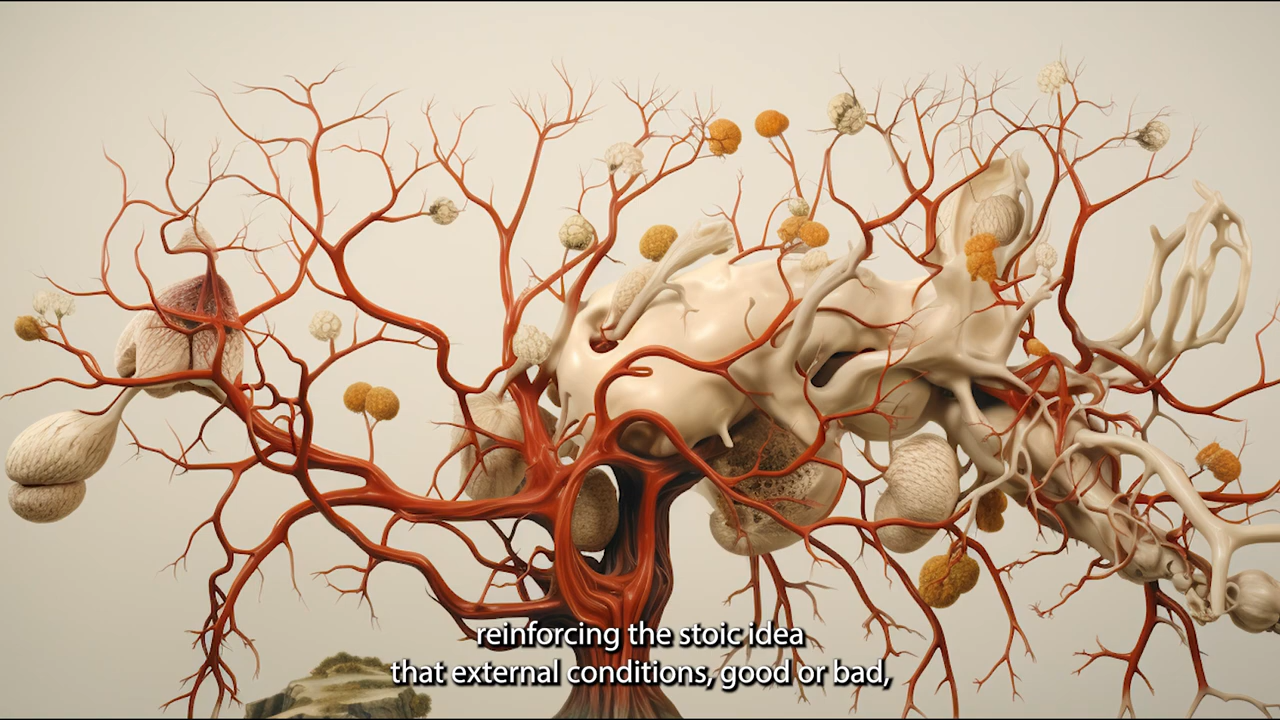 reinforcing the stoic idea
that external conditions, good or bad,